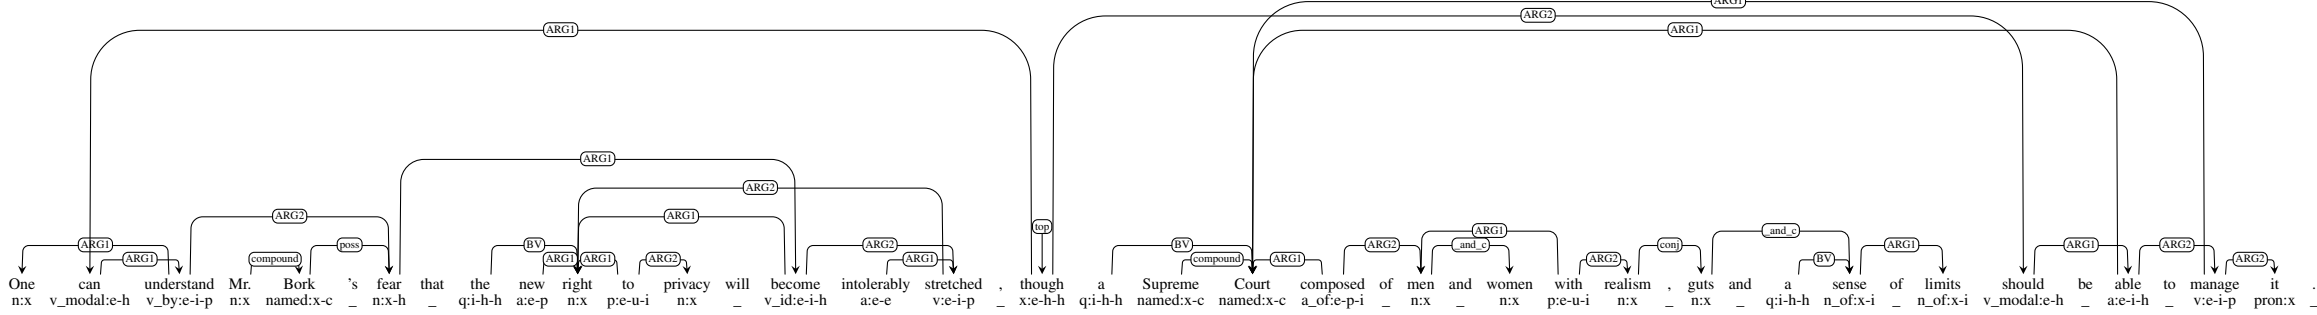 ARG1
ARG2
ARG1 ARG1
ARG1
ARG2
ARG2 ARG1 top ARG1
ARG1 poss BV ARG2 BV ARG2 _and_c _and_c ARG1 ARG1 ARG2
ARG1 compound ARG1 ARG1 ARG2 ARG1 compound ARG1 ARG2 conj BV ARG2
One can understand Mr. Bork 's fear that the new right to privacy will become intolerably stretched , though a Supreme Court composed of men and women with realism , guts and a sense of limits should be able to manage it .
n:x v_modal:e-h v_by:e-i-p n:x named:x-c _ n:x-h _ q:i-h-h a:e-p n:x p:e-u-i n:x _ v_id:e-i-h a:e-e v:e-i-p _ x:e-h-h q:i-h-h named:x-c named:x-c a_of:e-p-i _ n:x _ n:x p:e-u-i n:x _ n:x _ q:i-h-h n_of:x-i _ n_of:x-i v_modal:e-h _ a:e-i-h _ v:e-i-p pron:x _